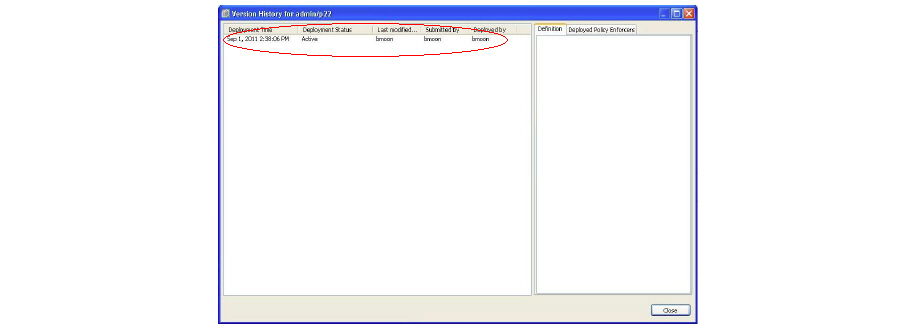 Version History for admin/p22
Deployment Time Deployment Status Last modified... Submitted by Deployed by
Sep 1, 2011 2:38:06 PM Active bmoon bmoon bmoon
Definition Deployed Policy Enforcers
Close